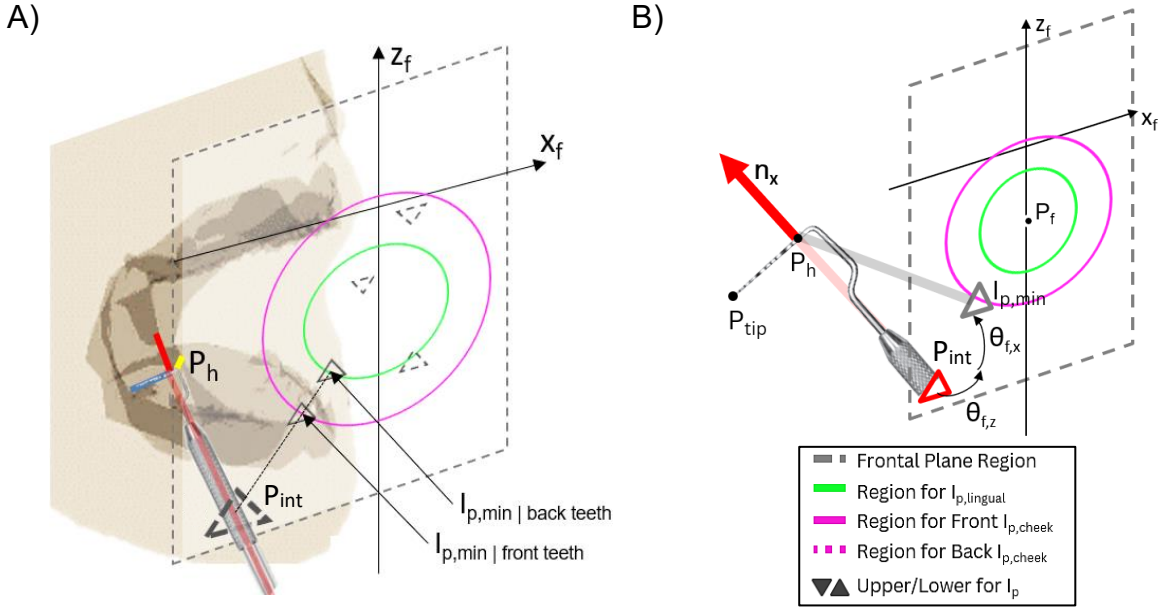 A)
z_f
x_f
P_h
P_int
I_p,min | back teeth
I_p,min | front teeth
B)
z_f
x_f
n_x
P_f
P_h
I_p,min
P_tip
θ_f,x
P_int
θ_f,z
Frontal Plane Region
Region for I_p,lingual
Region for Front I_p,cheek
Region for Back I_p,cheek
Upper/Lower for I_p